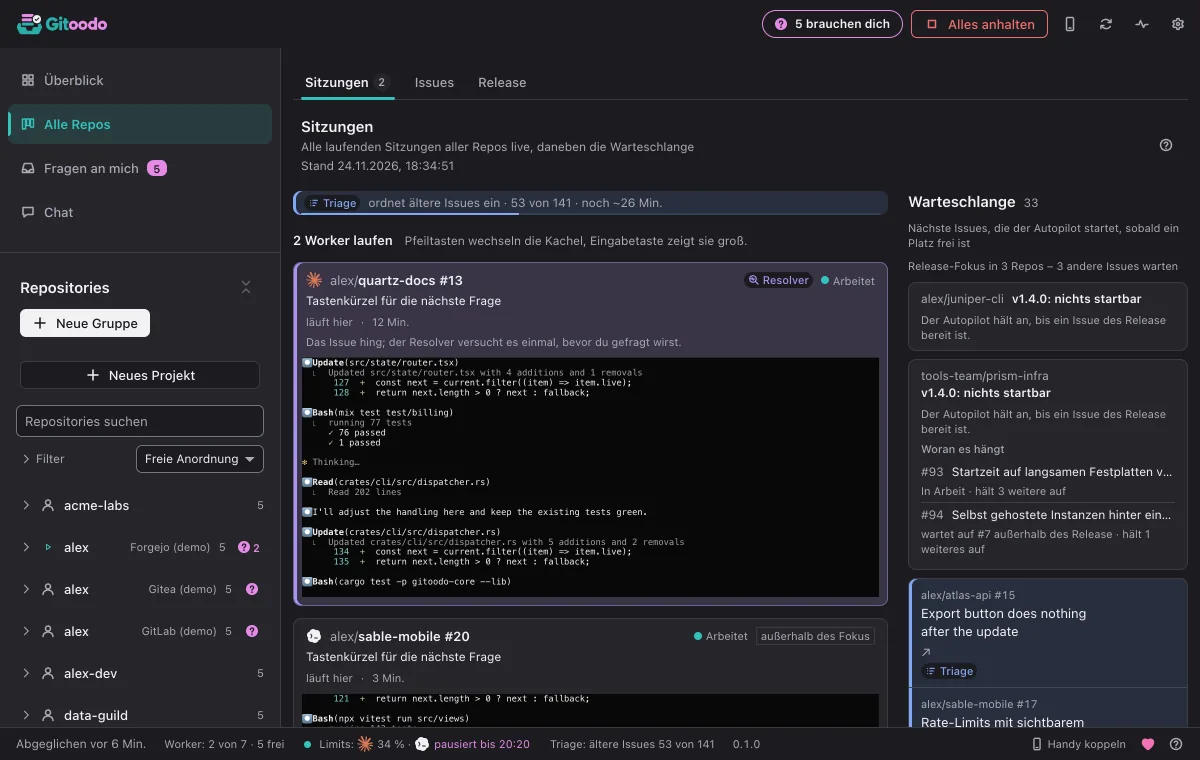 Gitoodo
5 brauchen dich
Alles anhalten
Überblick
Alle Repos
Fragen an mich 5
Chat
Repositories
+ Neue Gruppe
+ Neues Projekt
Repositories suchen
Filter
Freie Anordnung
acme-labs 5
alex Forgejo (demo) 5 ? 2
alex Gitea (demo) 5 ?
alex GitLab (demo) 5 ?
alex-dev 5
data-guild 5
Sitzungen 2
Issues
Release
Sitzungen
Alle laufenden Sitzungen aller Repos live, daneben die Warteschlange
Stand 24.11.2026, 18:34:51
Triage ordnet ältere Issues ein · 53 von 141 · noch ~26 Min.
2 Worker laufen Pfeiltasten wechseln die Kachel, Eingabetaste zeigt sie groß.
alex/quartz-docs #13 Resolver Arbeitet
Tastenkürzel für die nächste Frage
läuft hier · 12 Min.
Das Issue hing; der Resolver versucht es einmal, bevor du gefragt wirst.
Update(src/state/router.tsx)
Updated src/state/router.tsx with 4 additions and 1 removals
127 + const next = current.filter((item) => item.live);
128 + return next.length > 0 ? next : fallback;
Bash(mix test test/billing)
running 77 tests
✓ 76 passed
✓ 1 passed
✻ Thinking…
Read(crates/cli/src/dispatcher.rs)
Read 202 lines
I'll adjust the handling here and keep the existing tests green.
Update(crates/cli/src/dispatcher.rs)
Updated crates/cli/src/dispatcher.rs with 5 additions and 2 removals
134 + const next = current.filter((item) => item.live);
135 + return next.length > 0 ? next : fallback;
Bash(cargo test -p gitoodo-core --lib)
alex/sable-mobile #20 Arbeitet außerhalb des Fokus
Tastenkürzel für die nächste Frage
läuft hier · 3 Min.
121 + return next.length > 0 ? next : fallback;
Bash(npx vitest run src/views)
Warteschlange 33
Nächste Issues, die der Autopilot startet, sobald ein
Platz frei ist
Release-Fokus in 3 Repos – 3 andere Issues warten
alex/juniper-cli v1.4.0: nichts startbar
Der Autopilot hält an, bis ein Issue des Release
bereit ist.
tools-team/prism-infra
v1.4.0: nichts startbar
Der Autopilot hält an, bis ein Issue des Release
bereit ist.
Woran es hängt
#93 Startzeit auf langsamen Festplatten v...
In Arbeit · hält 3 weitere auf
#94 Selbst gehostete Instanzen hinter ein...
wartet auf #7 außerhalb des Release · hält 1
weiteres auf
alex/atlas-api #15
Export button does nothing
after the update
Triage
alex/sable-mobile #17
Rate-Limits mit sichtbarem
Abgeglichen vor 6 Min.
Worker: 2 von 7 · 5 frei
Limits: 34 % · pausiert bis 20:20
Triage: ältere Issues 53 von 141
0.1.0
Handy koppeln